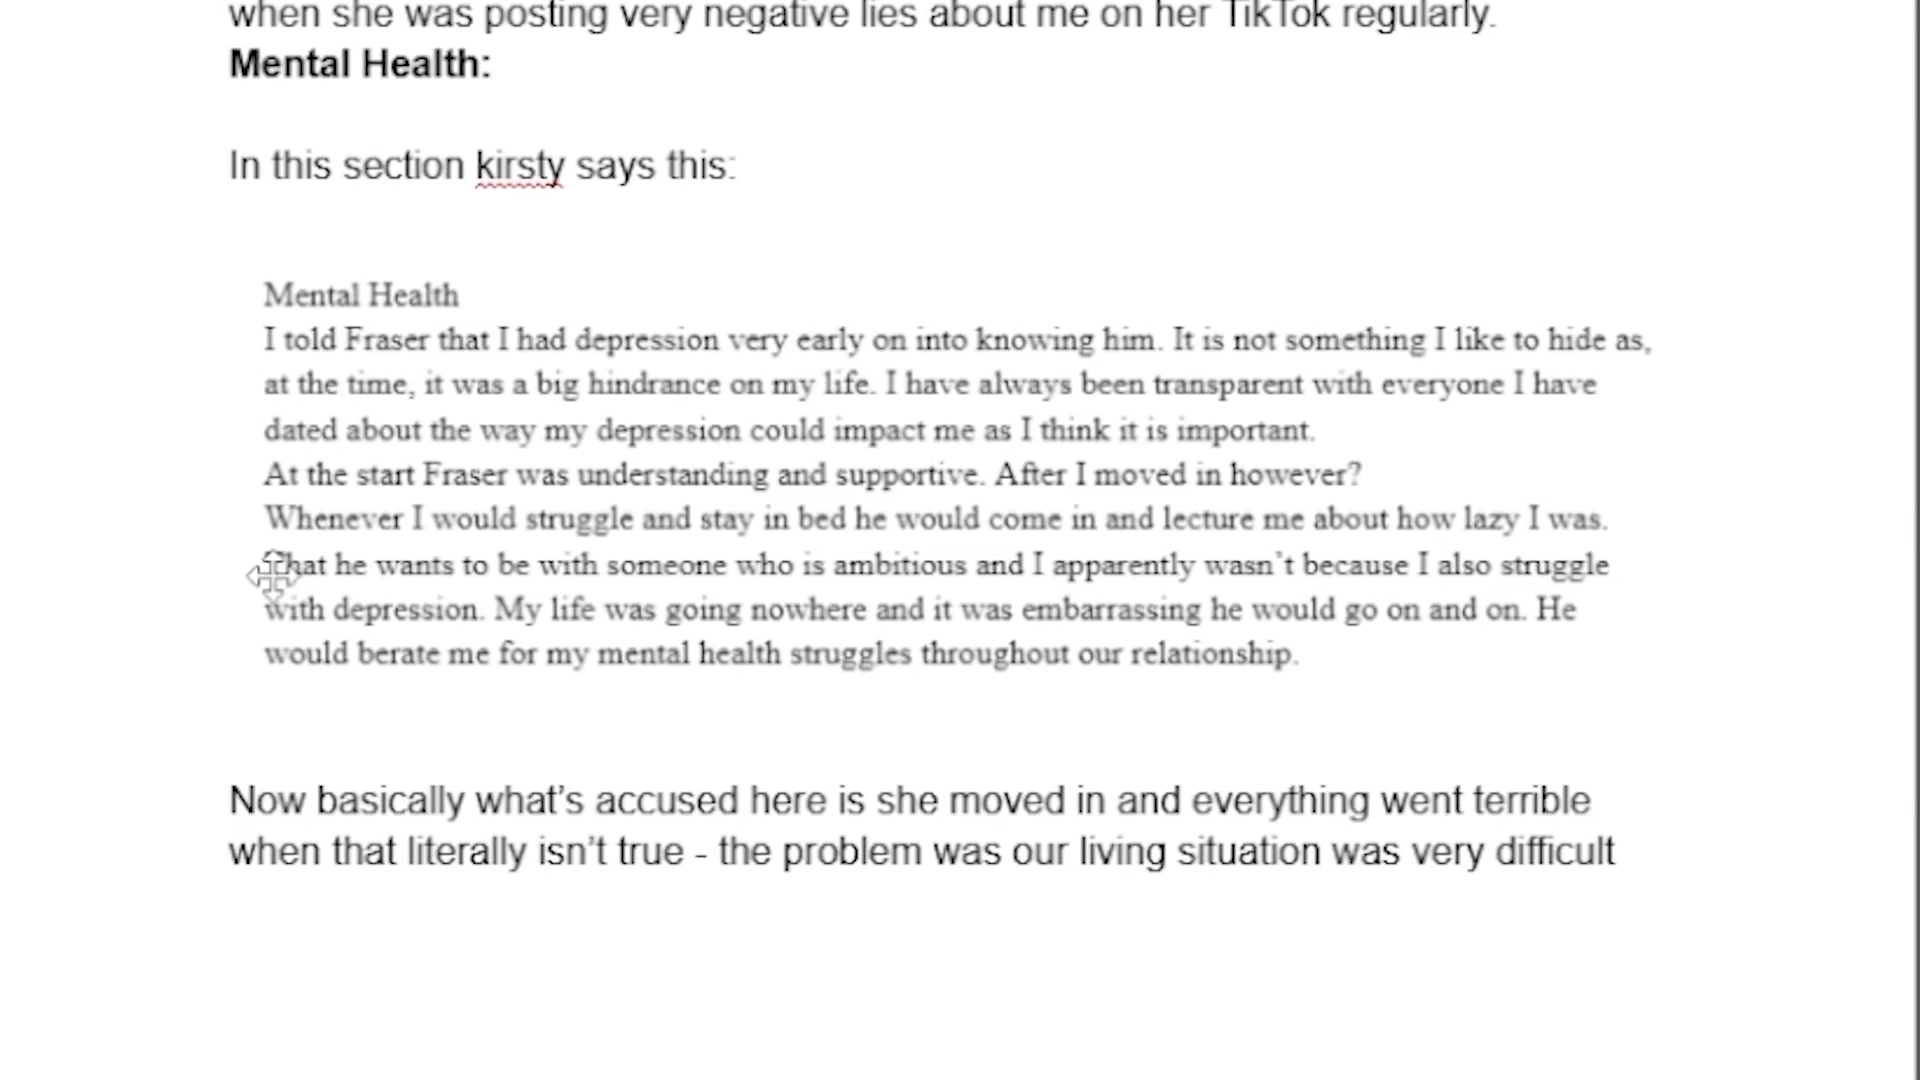 when she was posting very negative lies about me on her TikTok regularly.
Mental Health:
In this section kirsty says this:
Mental Health
I told Fraser that I had depression very early on into knowing him. It is not something I like to hide as,
at the time, it was a big hindrance on my life. I have always been transparent with everyone I have
dated about the way my depression could impact me as I think it is important.
At the start Fraser was understanding and supportive. After I moved in however?
Whenever I would struggle and stay in bed he would come in and lecture me about how lazy I was.
That he wants to be with someone who is ambitious and I apparently wasn't because I also struggle
with depression. My life was going nowhere and it was embarrassing he would go on and on. He
would berate me for my mental health struggles throughout our relationship.
Now basically what's accused here is she moved in and everything went terrible
when that literally isn't true - the problem was our living situation was very difficult